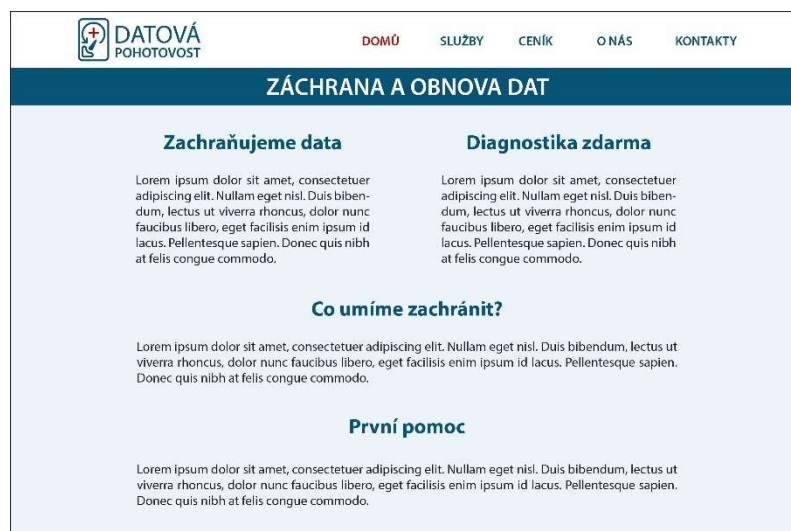 DATOVÁ
POHOTOVOST
DOMŮ SLUŽBY CENÍK O NÁS KONTAKTY
ZÁCHRANA A OBNOVA DAT
Zachraňujeme data
Lorem ipsum dolor sit amet, consectetuer
adipiscing elit. Nullam eget nisl. Duis biben-
dum, lectus ut viverra rhoncus, dolor nunc
faucibus libero, eget facilisis enim ipsum id
lacus. Pellentesque sapien. Donec quis nibh
at felis congue commodo.
Diagnostika zdarma
Lorem ipsum dolor sit amet, consectetuer
adipiscing elit. Nullam eget nisl. Duis biben-
dum, lectus ut viverra rhoncus, dolor nunc
faucibus libero, eget facilisis enim ipsum id
lacus. Pellentesque sapien. Donec quis nibh
at felis congue commodo.
Co umíme zachránit?
Lorem ipsum dolor sit amet, consectetuer adipiscing elit. Nullam eget nisl. Duis bibendum, lectus ut
viverra rhoncus, dolor nunc faucibus libero, eget facilisis enim ipsum id lacus. Pellentesque sapien.
Donec quis nibh at felis congue commodo.
První pomoc
Lorem ipsum dolor sit amet, consectetuer adipiscing elit. Nullam eget nisl. Duis bibendum, lectus ut
viverra rhoncus, dolor nunc faucibus libero, eget facilisis enim ipsum id lacus. Pellentesque sapien.
Donec quis nibh at felis congue commodo.